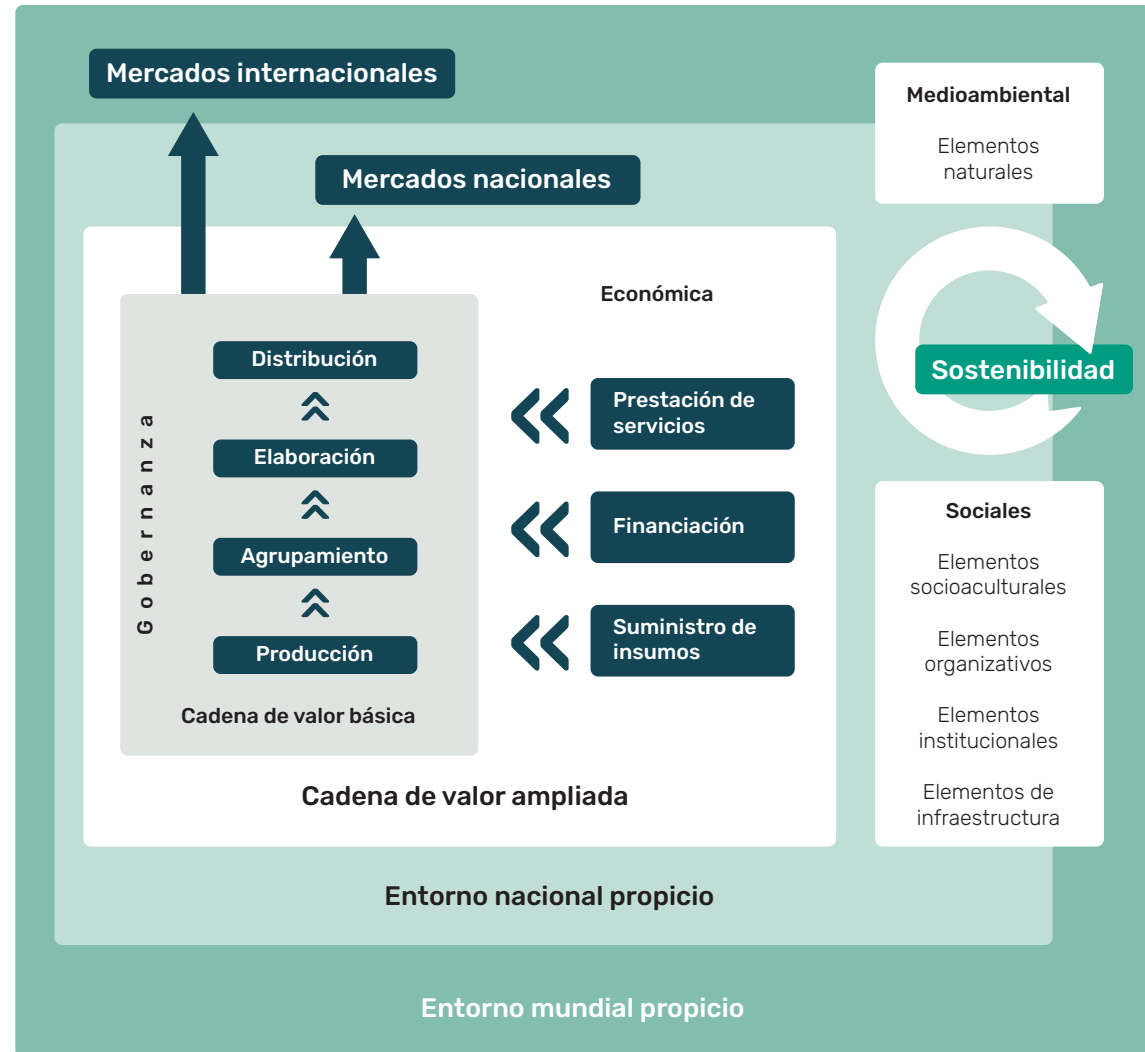 Mercados internacionales
Mercados nacionales
Gobernanza
Distribución
Elaboración
Agrupamiento
Producción
Cadena de valor básica
Económica
Prestación de
servicios
Financiación
Suministro de
insumos
Cadena de valor ampliada
Entorno nacional propicio
Entorno mundial propicio
Medioambiental
Elementos
naturales
Sostenibilidad
Sociales
Elementos
socioaculturales
Elementos
organizativos
Elementos
institucionales
Elementos de
infraestructura